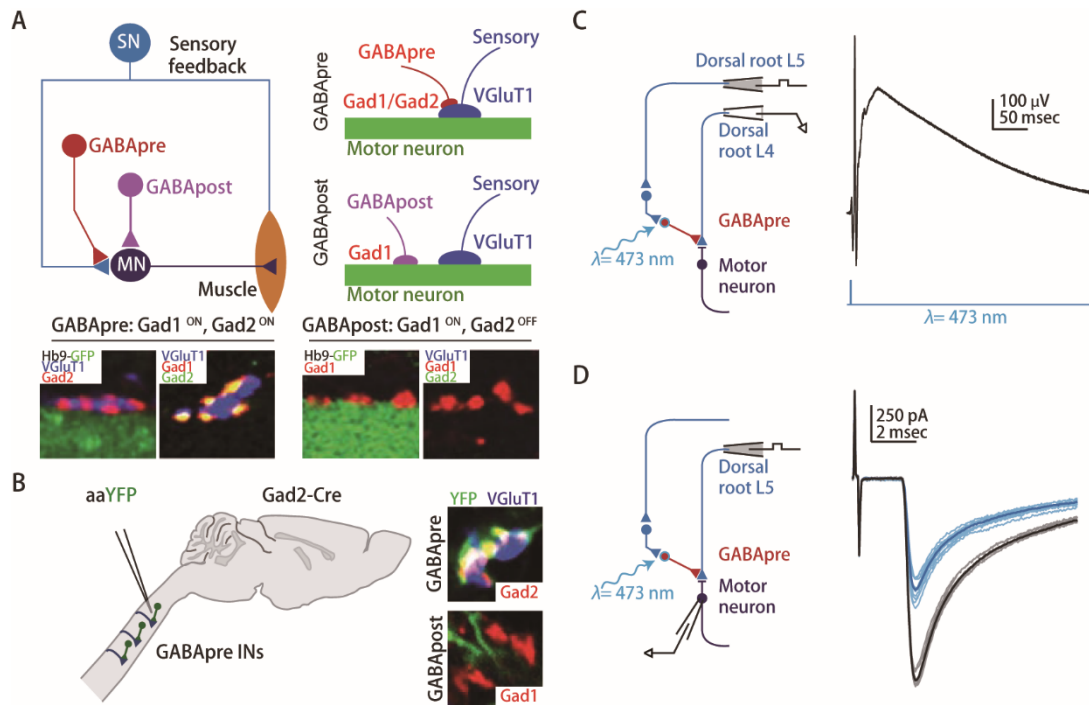 A
SN
Sensory
feedback
GABApre
GABApost
MN
Muscle
GABApre
GABApre
Sensory
Gad1/Gad2
VGluT1
Motor neuron
GABApost
GABApost
Sensory
Gad1
VGluT1
Motor neuron
GABApre: Gad1 ON, Gad2 ON
Hb9-GFP
VGluT1
Gad2
VGluT1
Gad1
Gad2
GABApost: Gad1 ON, Gad2 OFF
Hb9-GFP
Gad1
VGluT1
Gad1
Gad2
B
aaYFP
Gad2-Cre
GABApre INs
YFP VGluT1
GABApre
Gad2
GABApost
Gad1
C
Dorsal root L5
Dorsal
root L4
GABApre
λ= 473 nm
Motor
neuron
100 μV
50 msec
λ= 473 nm
D
Dorsal
root L5
GABApre
λ= 473 nm
Motor
neuron
250 pA
2 msec